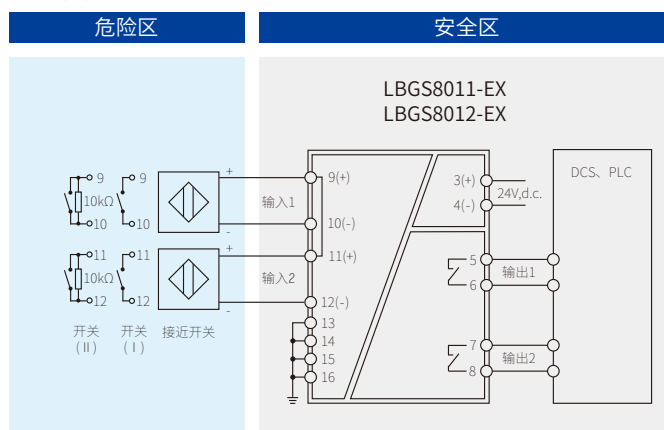 危险区
安全区
LBGS8011-EX
LBGS8012-EX
9
9
+
10kΩ
10
10
-
输入1
9(+)
10(-)
3(+)
4(-)
24V,d.c.
DCS、PLC
11
11
+
10kΩ
12
12
-
输入2
11(+)
12(-)
5
6
输出1
13
14
15
16
7
8
输出2
开关
(Ⅱ)
开关
(Ⅰ)
接近开关